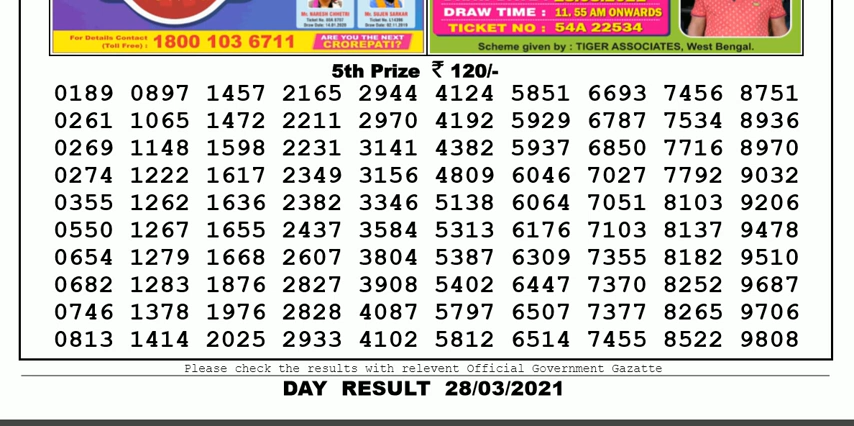 Mr. NARESH CHHETRI
Mr. SUJEN SARKAR
For Details Contact
(Toll Free) : 1800 103 6711
ARE YOU THE NEXT
CROREPATI?
DRAW TIME : 11.55 AM ONWARDS
TICKET NO : 54A 22534
Scheme given by : TIGER ASSOCIATES, West Bengal.
5th Prize ₹ 120/-
0189 0897 1457 2165 2944 4124 5851 6693 7456 8751
0261 1065 1472 2211 2970 4192 5929 6787 7534 8936
0269 1148 1598 2231 3141 4382 5937 6850 7716 8970
0274 1222 1617 2349 3156 4809 6046 7027 7792 9032
0355 1262 1636 2382 3346 5138 6064 7051 8103 9206
0550 1267 1655 2437 3584 5313 6176 7103 8137 9478
0654 1279 1668 2607 3804 5387 6309 7355 8182 9510
0682 1283 1876 2827 3908 5402 6447 7370 8252 9687
0746 1378 1976 2828 4087 5797 6507 7377 8265 9706
0813 1414 2025 2933 4102 5812 6514 7455 8522 9808
Please check the results with relevent Official Government Gazatte
DAY RESULT 28/03/2021